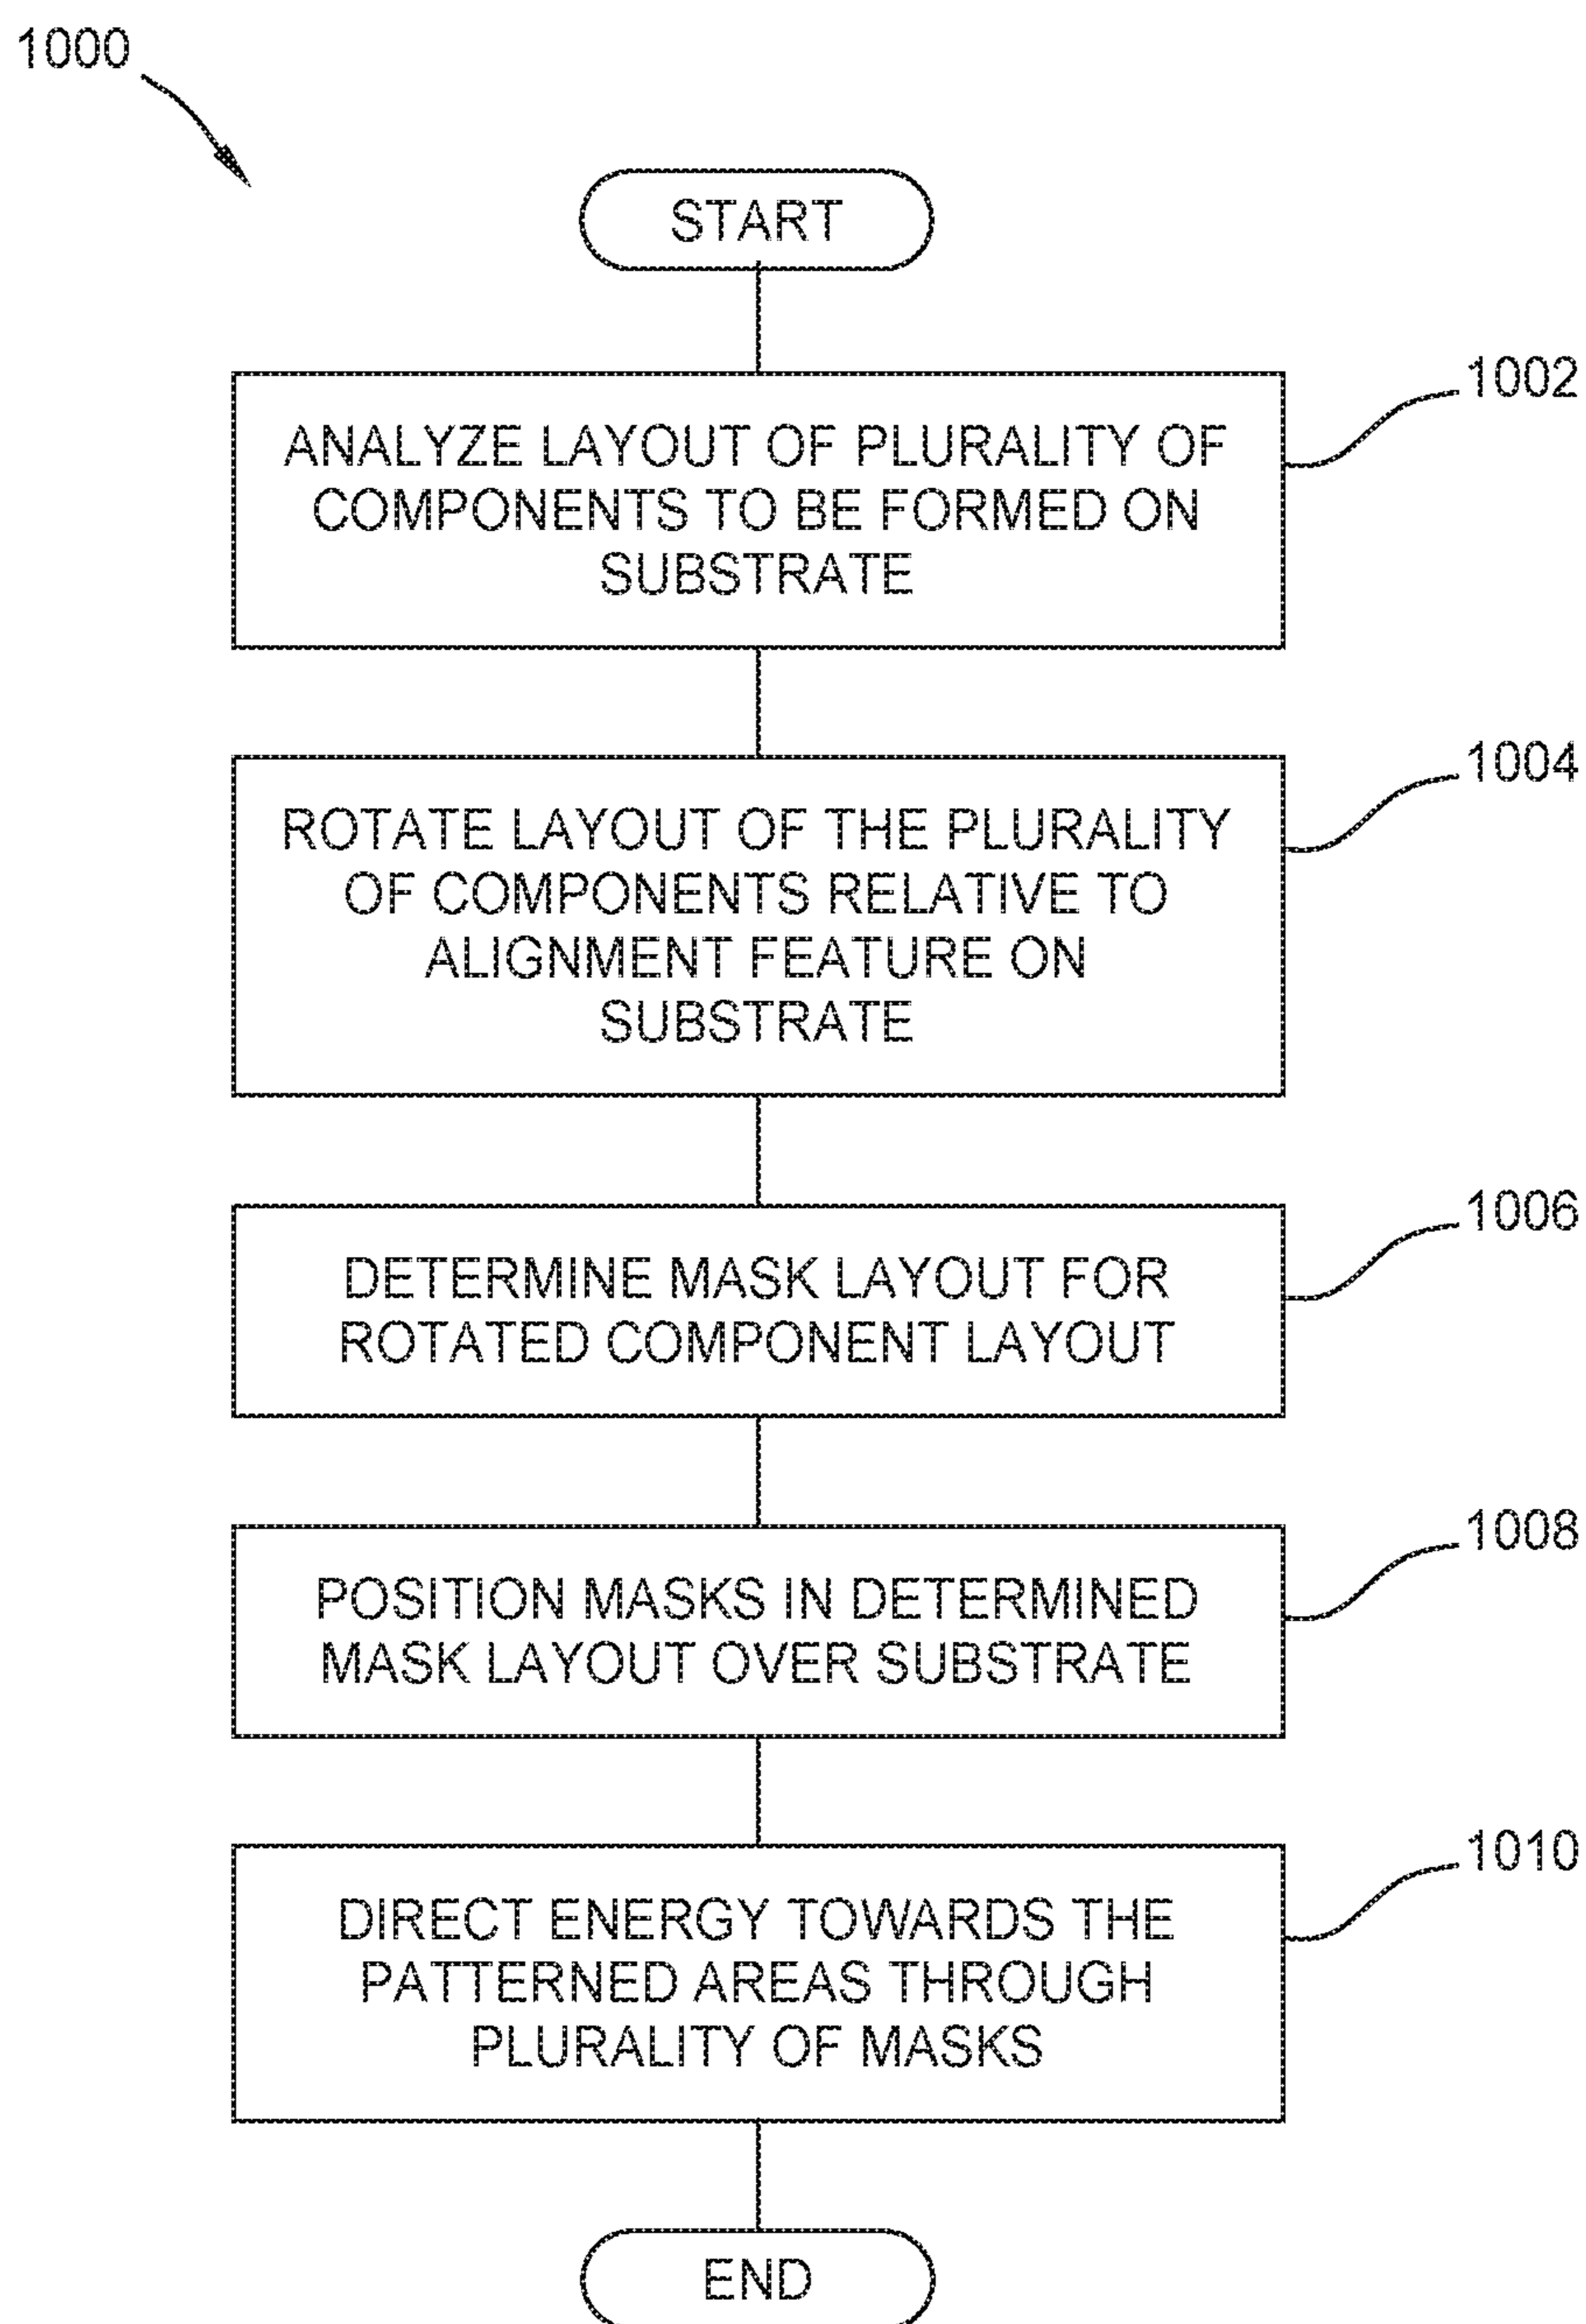 1000
START
1002
ANALYZE LAYOUT OF PLURALITY OF
COMPONENTS TO BE FORMED ON
SUBSTRATE
1004
ROTATE LAYOUT OF THE PLURALITY
OF COMPONENTS RELATIVE TO
ALIGNMENT FEATURE ON
SUBSTRATE
1006
DETERMINE MASK LAYOUT FOR
ROTATED COMPONENT LAYOUT
1008
POSITION MASKS IN DETERMINED
MASK LAYOUT OVER SUBSTRATE
1010
DIRECT ENERGY TOWARDS THE
PATTERNED AREAS THROUGH
PLURALITY OF MASKS
END